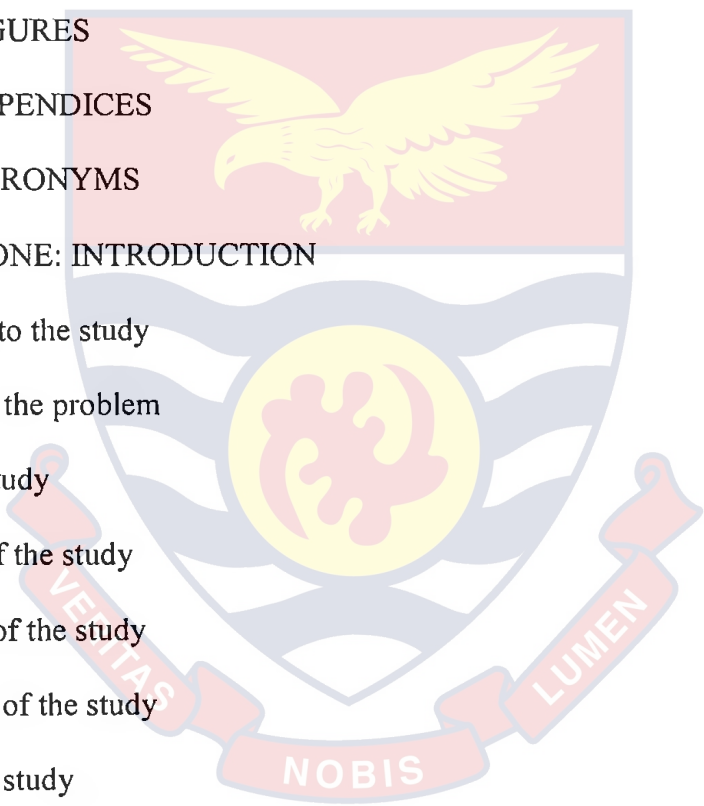 GURES
PENDICES
RONYMS
ONE: INTRODUCTION
to the study
the problem
tudy
f the study
of the study
of the study
study
VERITAS
NOBIS
LUMEN